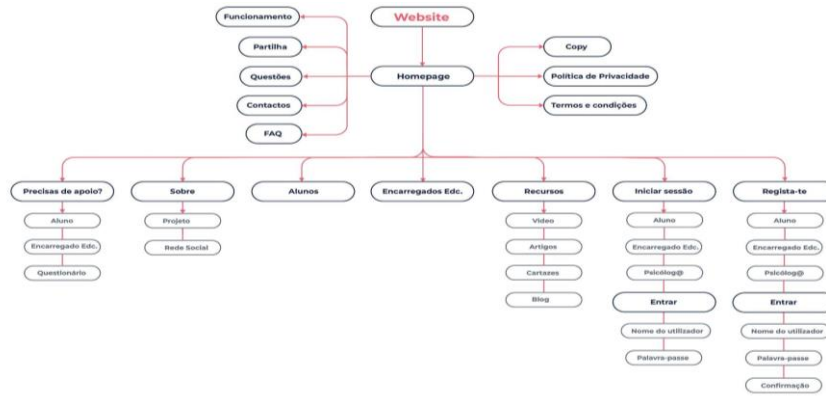 Website
Funcionamento
Partilha
Questões
Contactos
FAQ
Homepage
Copy
Política de Privacidade
Termos e condições
Precisas de apoio?
Aluno
Encarregado Edc.
Questionário
Sobre
Projeto
Rede Social
Alunos
Encarregados Edc.
Recursos
Vídeo
Artigos
Cartazes
Blog
Iniciar sessão
Aluno
Encarregado Edc.
Psicólog@
Entrar
Nome do utilizador
Palavra-passe
Regista-te
Aluno
Encarregado Edc.
Psicólog@
Entrar
Nome do utilizador
Palavra-passe
Confirmação